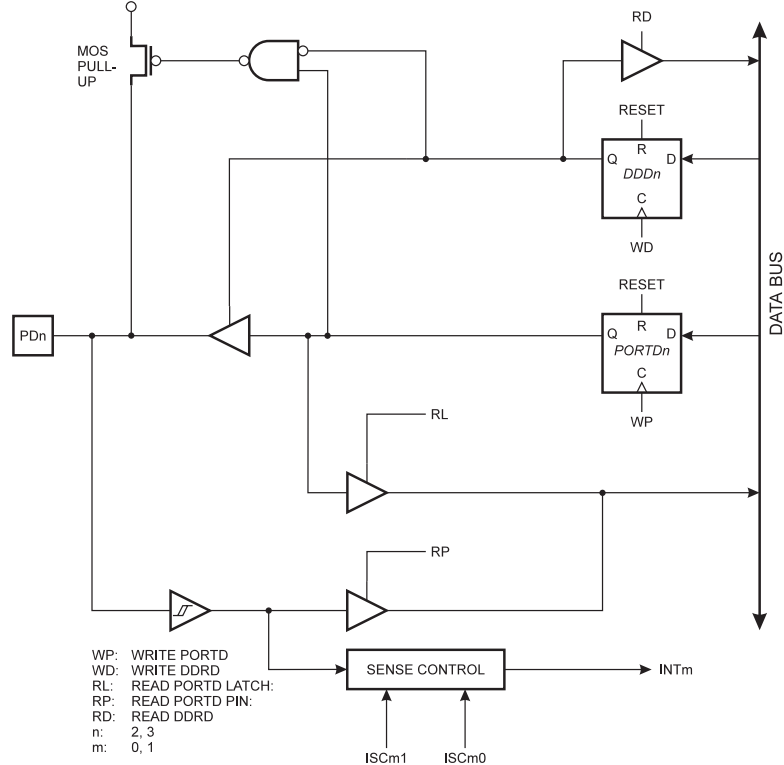 RD
MOS
PULL-
UP
RESET
R
Q
D
DDDn
C
WD
DATA BUS
RESET
R
PDn
Q
D
PORTDn
C
WP
RL
RP
WP: WRITE PORTD
WD: WRITE DDRD
RL: READ PORTD LATCH:
RP: READ PORTD PIN:
RD: READ DDRD
n: 2, 3
m: 0, 1
SENSE CONTROL
INTm
ISCm1
ISCm0